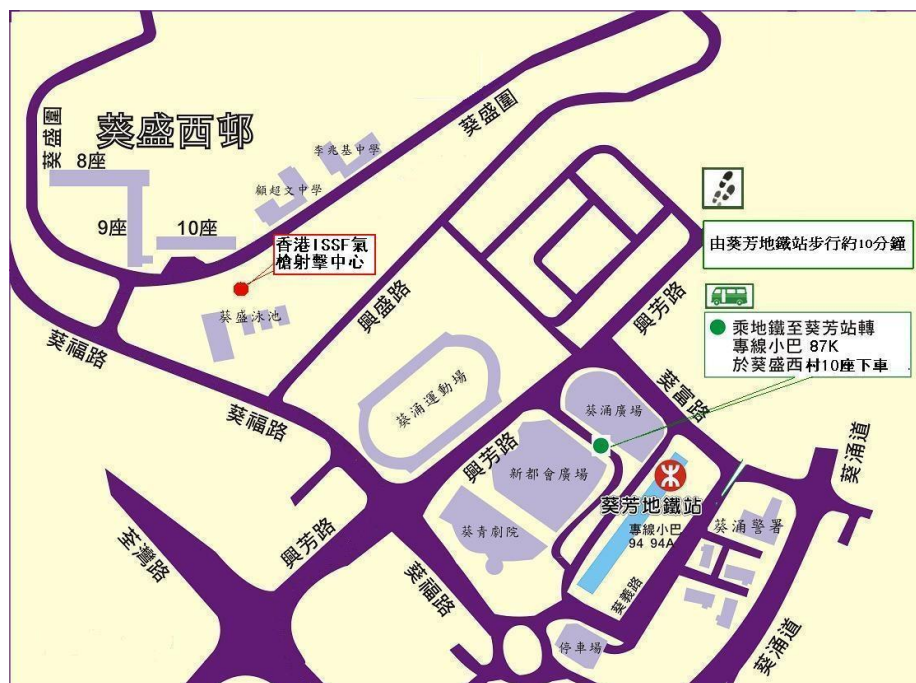 葵盛圍
葵盛西邨
8座
9座
10座
李兆基中學
顧超文中學
葵盛圍
香港ISSF氣
槍射擊中心
葵盛泳池
葵福路
興盛路
葵福路
葵涌運動場
興芳路
由葵芳地鐵站步行約10分鐘
乘地鐵至葵芳站轉
專線小巴 87K
於葵盛西村10座下車
葵富路
葵涌廣場
興芳路
新都會廣場
葵芳地鐵站
專線小巴
94 94A
葵青劇院
葵涌道
葵涌警署
荃灣路
興芳路
葵福路
葵義路
停車場
葵涌道